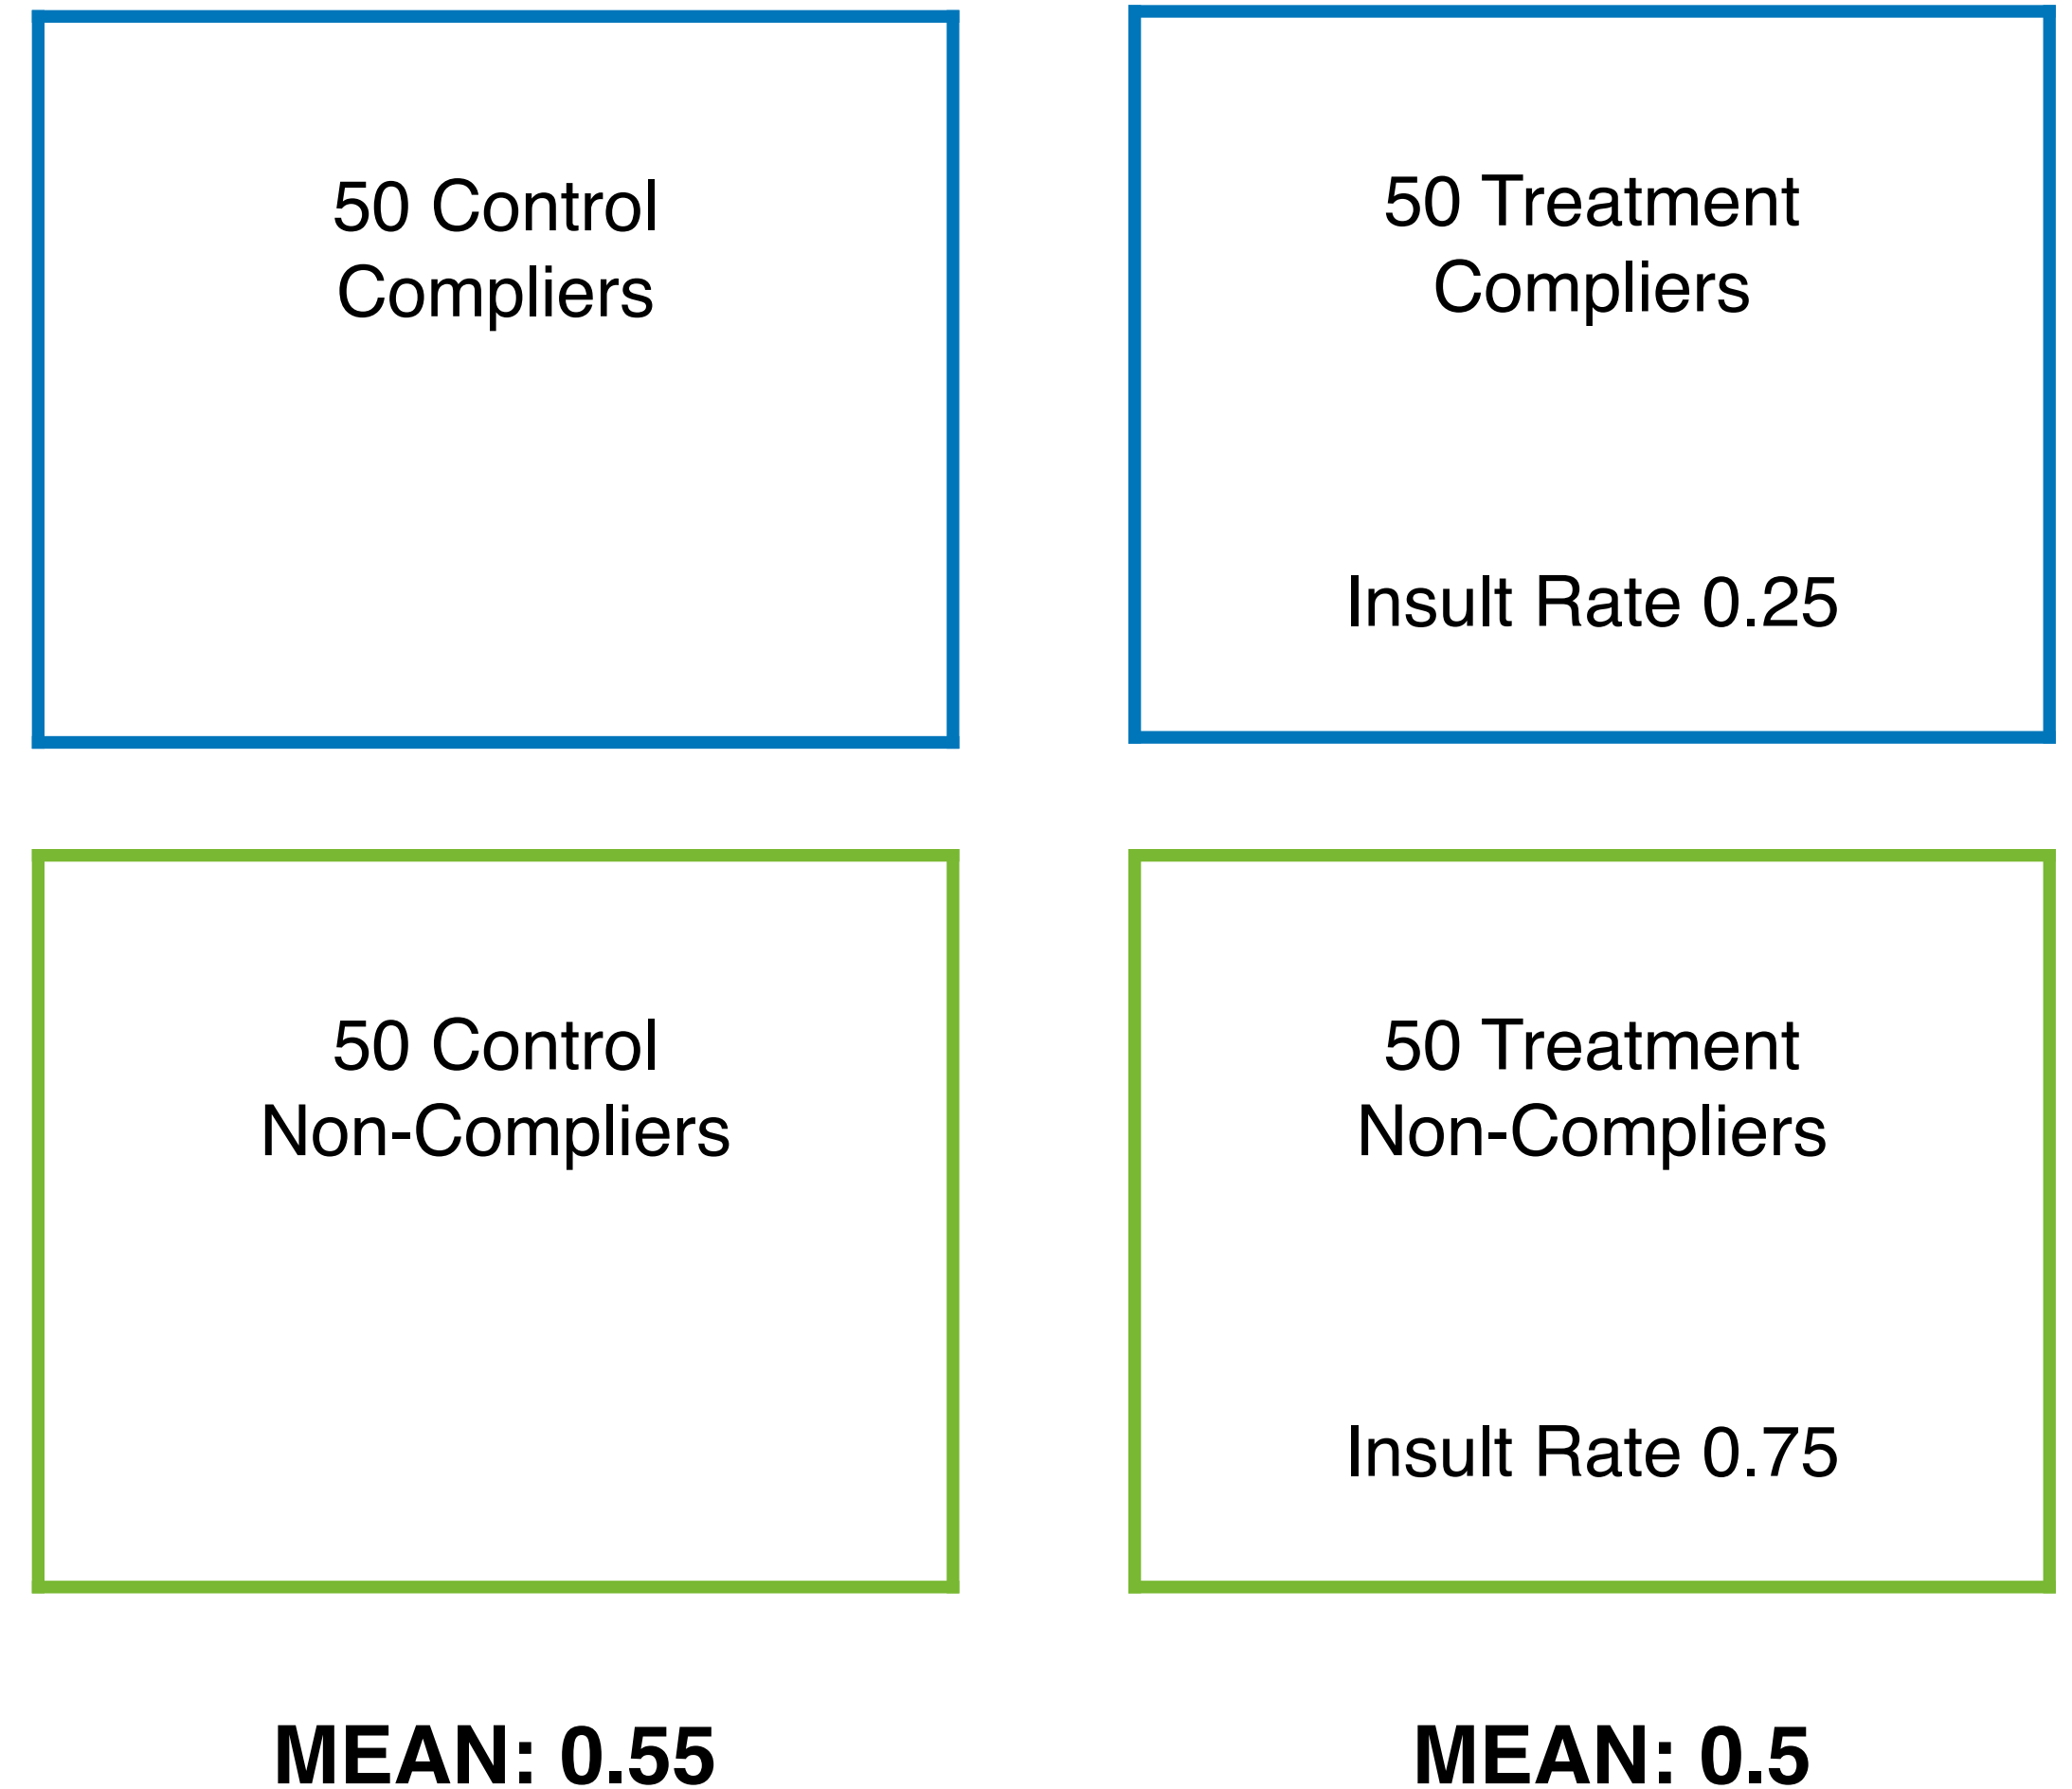 50 Control
Compliers
50 Treatment
Compliers
Insult Rate 0.25
50 Control
Non-Compliers
50 Treatment
Non-Compliers
Insult Rate 0.75
MEAN: 0.55
MEAN: 0.5